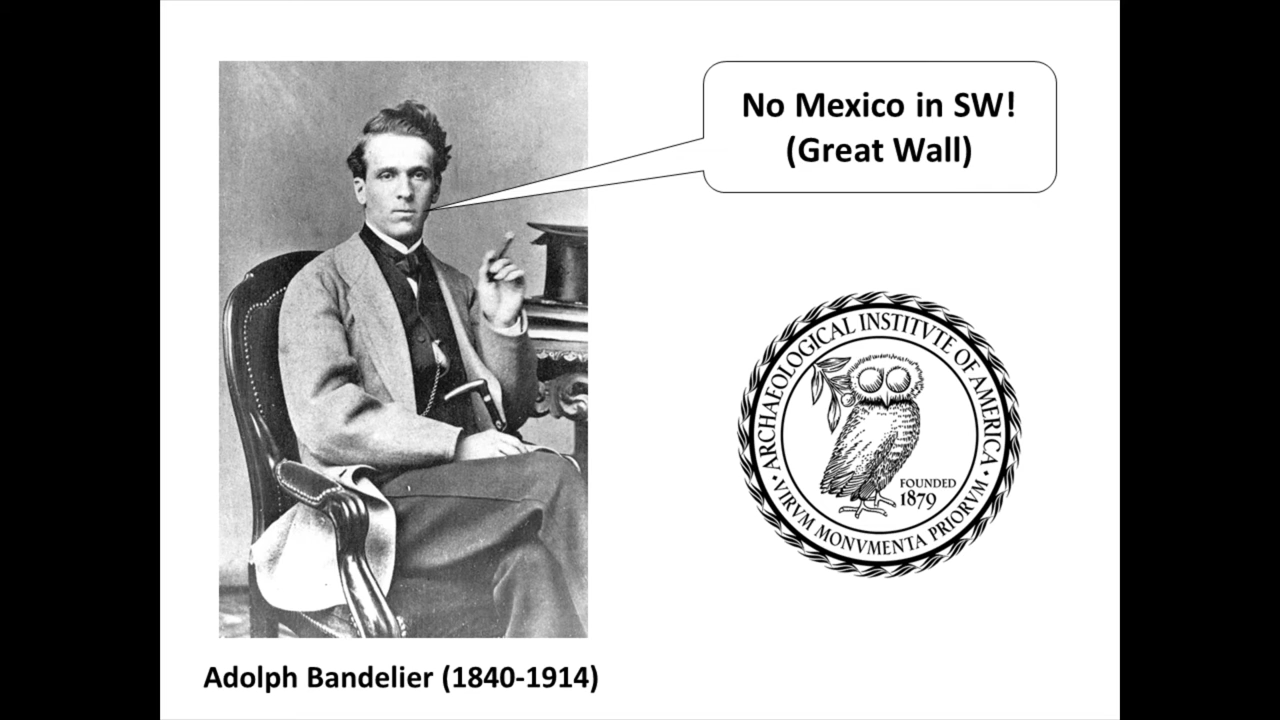 No Mexico in SW!
(Great Wall)
ARCHAEOLOGICAL INSTITVTE OF AMERICA
FOUNDED
1879
VIRVM MONVMENTA PRIORVM
Adolph Bandelier (1840-1914)